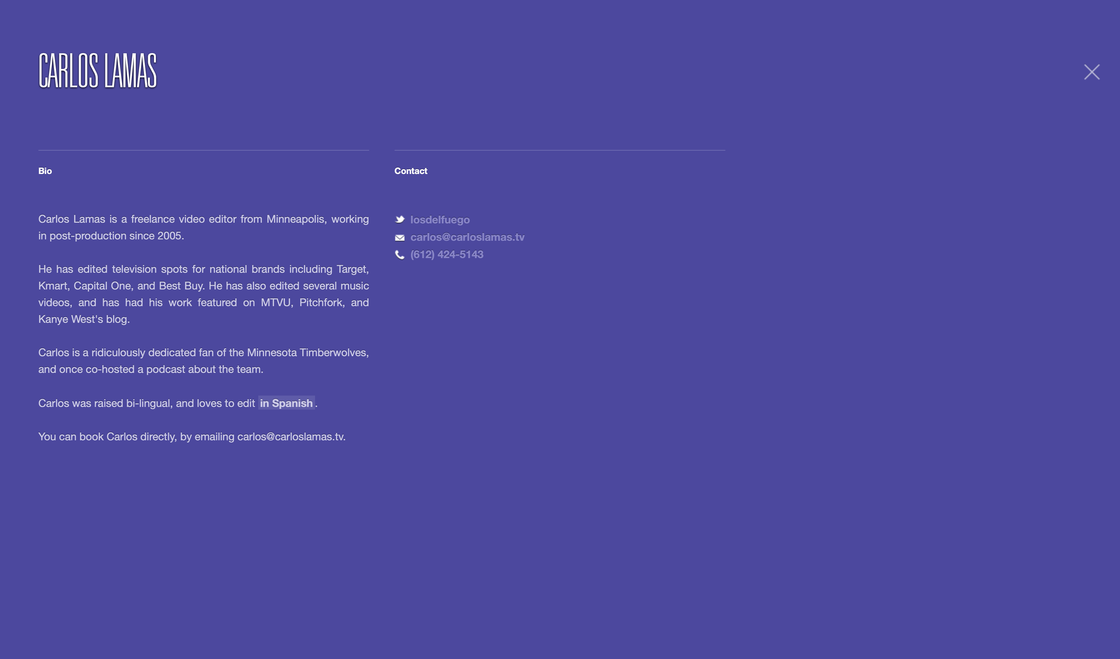 CARLOS LAMAS
Bio
Carlos Lamas is a freelance video editor from Minneapolis, working
in post-production since 2005.
He has edited television spots for national brands including Target,
Kmart, Capital One, and Best Buy. He has also edited several music
videos, and has had his work featured on MTVU, Pitchfork, and
Kanye West's blog.
Carlos is a ridiculously dedicated fan of the Minnesota Timberwolves,
and once co-hosted a podcast about the team.
Carlos was raised bi-lingual, and loves to edit in Spanish.
You can book Carlos directly, by emailing carlos@carloslamas.tv.
Contact
losdelfuego
carlos@carloslamas.tv
(612) 424-5143